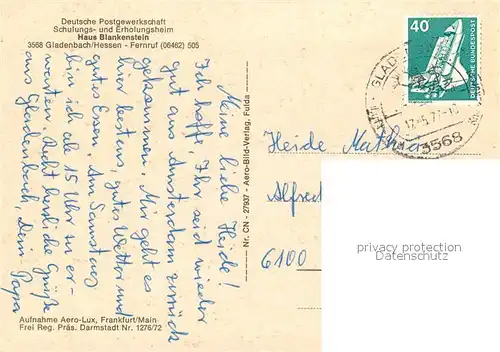 Deutsche Postgewerkschaft
Schulungs- und Erholungsheim
Haus Blankenstein
3568 Gladenbach/Hessen - Fernruf (06462) 505
Meine liebe Heide!
Ich hoffe, Ihr seid wieder
gut aus Amsterdam zurück
gekommen. Mir geht es
hier bestens, gutes Wetter und
gutes Essen. Am Samstag
bin ich ab 15 Uhr zu er-
warten. Recht herzliche Grüße
aus Gladenbach, Dein Papa
Nr. CN - 27937 - Aero-Bild-Verlag, Fulda
40
DEUTSCHE BUNDESPOST
3568
Heide
Alfred
6100
PERSONAL DATA
protection
Aufnahme Aero-Lux, Frankfurt/Main
Frei Reg. Präs. Darmstadt Nr. 1276/72